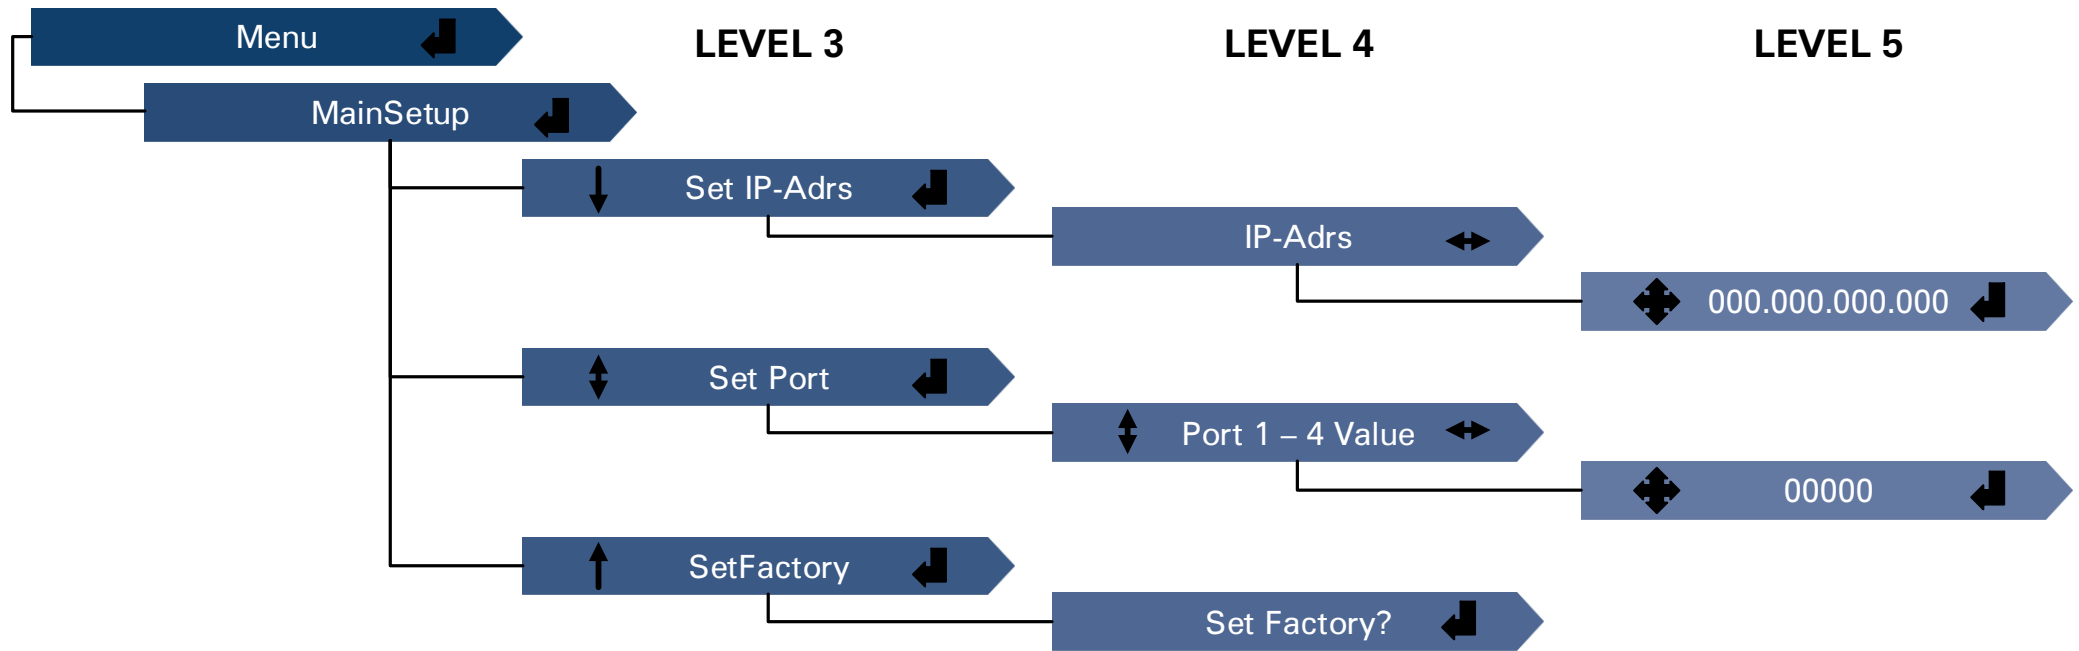 Menu
LEVEL 3
LEVEL 4
LEVEL 5
MainSetup
Set IP-Adrs
IP-Adrs
000.000.000.000
Set Port
Port 1 – 4 Value
00000
SetFactory
Set Factory?